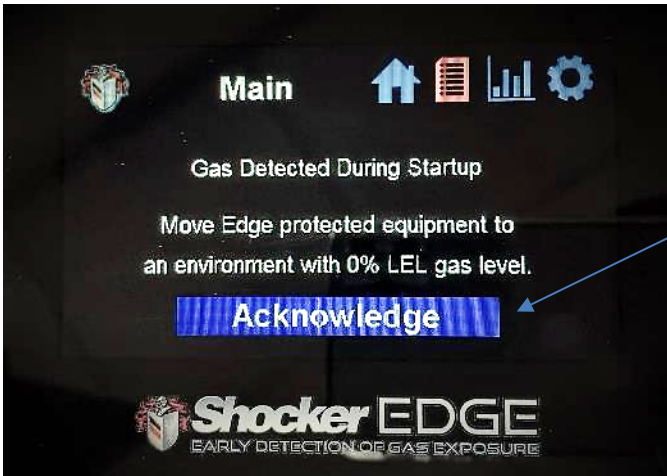 Main
Gas Detected During Startup
Move Edge protected equipment to
an environment with 0% LEL gas level.
Acknowledge
Shocker EDGE
EARLY DETECTION OF GAS EXPOSURE